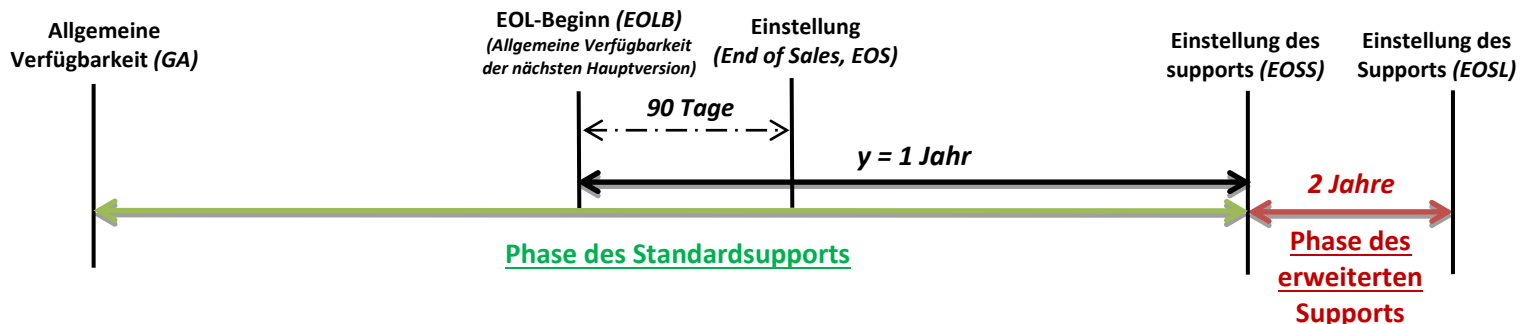 Allgemeine
Verfügbarkeit (GA)
EOL-Beginn (EOLB)
(Allgemeine Verfügbarkeit
der nächsten Hauptversion)
Einstellung
(End of Sales, EOS)
Einstellung des
supports (EOSS)
Einstellung des
Supports (EOSL)
90 Tage
y = 1 Jahr
2 Jahre
Phase des Standardsupports
Phase des
erweiterten
Supports